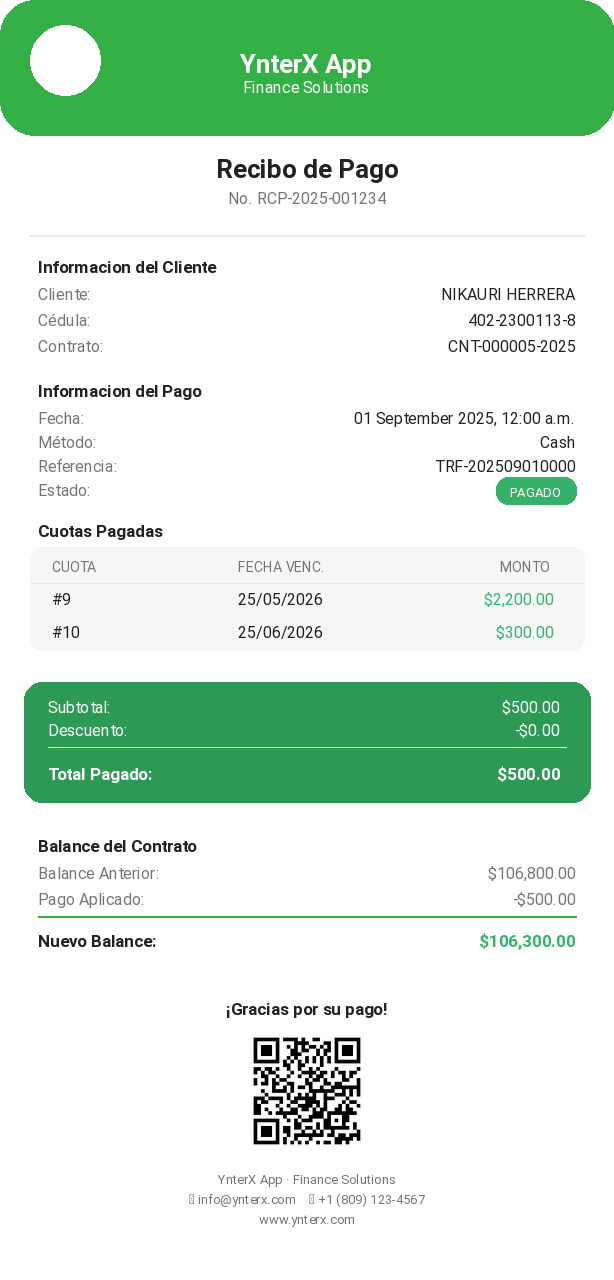 YnterX App
Finance Solutions
Recibo de Pago
No. RCP-2025-001234
Informacion del Cliente
Cliente: NIKAURI HERRERA
Cédula: 402-2300113-8
Contrato: CNT-000005-2025
Informacion del Pago
Fecha: 01 September 2025, 12:00 a.m.
Método: Cash
Referencia: TRF-202509010000
Estado: PAGADO
Cuotas Pagadas
CUOTA FECHA VENC. MONTO
#9 25/05/2026 $2,200.00
#10 25/06/2026 $300.00
Subtotal: $500.00
Descuento: -$0.00
Total Pagado: $500.00
Balance del Contrato
Balance Anterior: $106,800.00
Pago Aplicado: -$500.00
Nuevo Balance: $106,300.00
¡Gracias por su pago!
YnterX App · Finance Solutions
info@ynterx.com +1 (809) 123-4567
www.ynterx.com